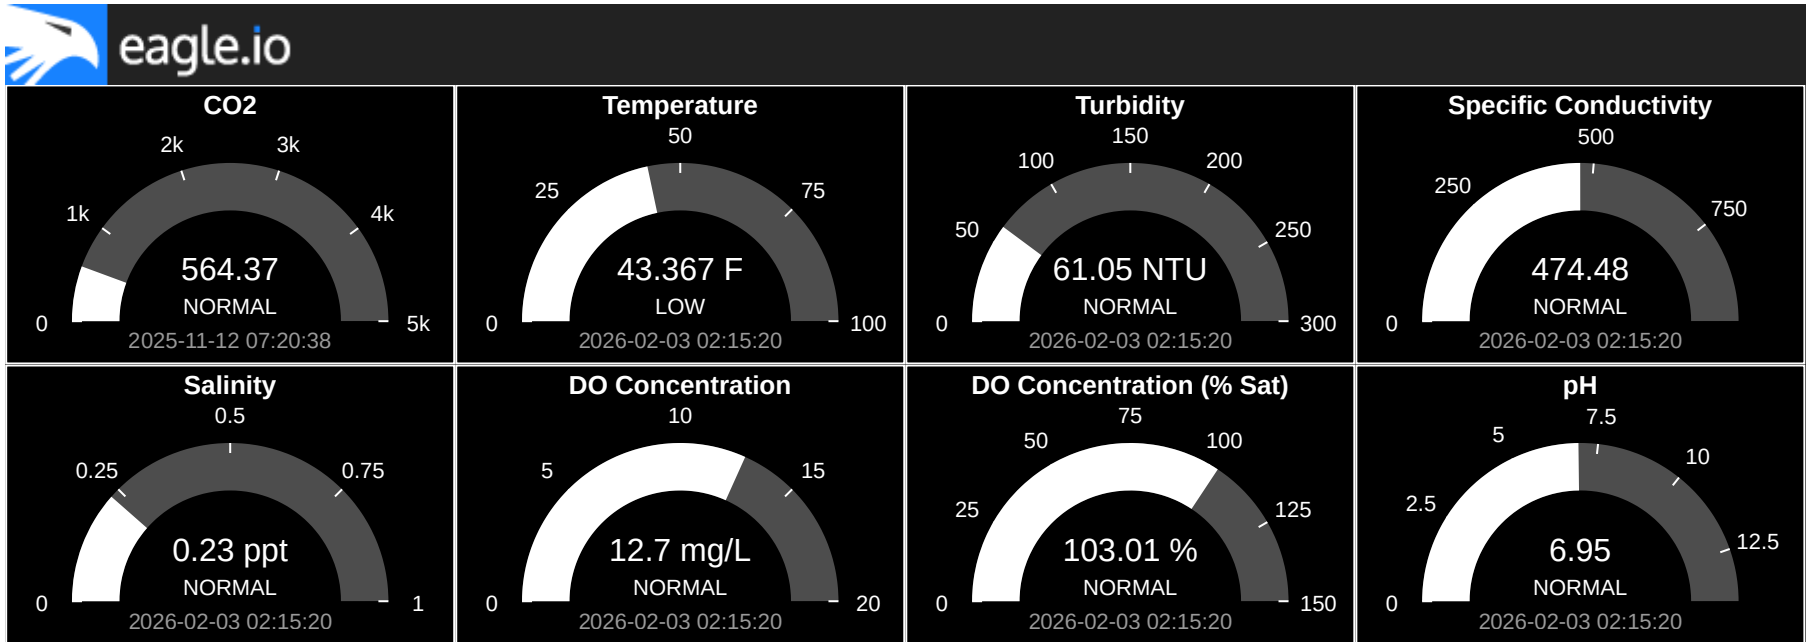 eagle.io
CO2
0
1k
2k
3k
4k
5k
564.37
NORMAL
2025-11-12 07:20:38
Temperature
0
25
50
75
100
43.367 F
LOW
2026-02-03 02:15:20
Turbidity
0
50
100
150
200
250
300
61.05 NTU
NORMAL
2026-02-03 02:15:20
Specific Conductivity
0
250
500
750
474.48
NORMAL
2026-02-03 02:15:20
Salinity
0
0.25
0.5
0.75
1
0.23 ppt
NORMAL
2026-02-03 02:15:20
DO Concentration
0
5
10
15
20
12.7 mg/L
NORMAL
2026-02-03 02:15:20
DO Concentration (% Sat)
0
25
50
75
100
125
150
103.01 %
NORMAL
2026-02-03 02:15:20
pH
0
2.5
5
7.5
10
12.5
6.95
NORMAL
2026-02-03 02:15:20